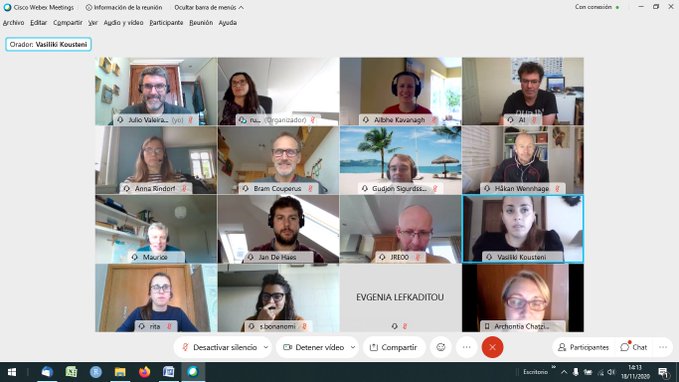 Cisco Webex Meetings
Información de la reunión
Ocultar barra de menús
Con conexión
Archivo Editar Compartir Ver Audio y vídeo Participante Reunión Ayuda
Orador: Vasiliki Kousteni
Julio Valeira... (yo)
ru... (Organizador)
Ailbhe Kavanagh
Al
Anna Rindorf
Bram Couperus
Gudjon Sigurdss...
Håkan Wennhage
Maurice
Jan De Haes
JRE00
Vasiliki Kousteni
rita
s.bonanomi
EVGENIA LEFKADITOU
Archontia Chatzi...
Desactivar silencio
Detener vídeo
Compartir
Participantes
Chat
Escritorio
14:13
18/11/2020